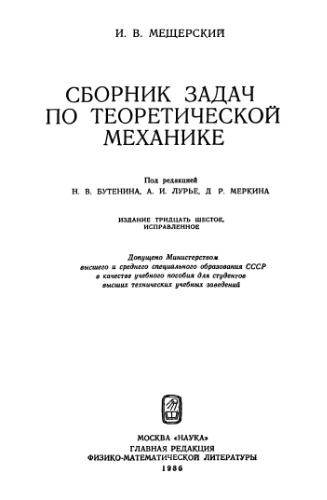 И. В. МЕЩЕРСКИЙ
СБОРНИК ЗАДАЧ
ПО ТЕОРЕТИЧЕСКОЙ
МЕХАНИКЕ
Под редакцией
Н. В. БУТЕНИНА, А. И. ЛУРЬЕ, Д. Р. МЕРКИНА
ИЗДАНИЕ ТРИДЦАТЬ ШЕСТОЕ,
ИСПРАВЛЕННОЕ
Допущено Министерством
высшего и среднего специального образования СССР
в качестве учебного пособия для студентов
высших технических учебных заведений
МОСКВА «НАУКА»
ГЛАВНАЯ РЕДАКЦИЯ
ФИЗИКО-МАТЕМАТИЧЕСКОЙ ЛИТЕРАТУРЫ
1986